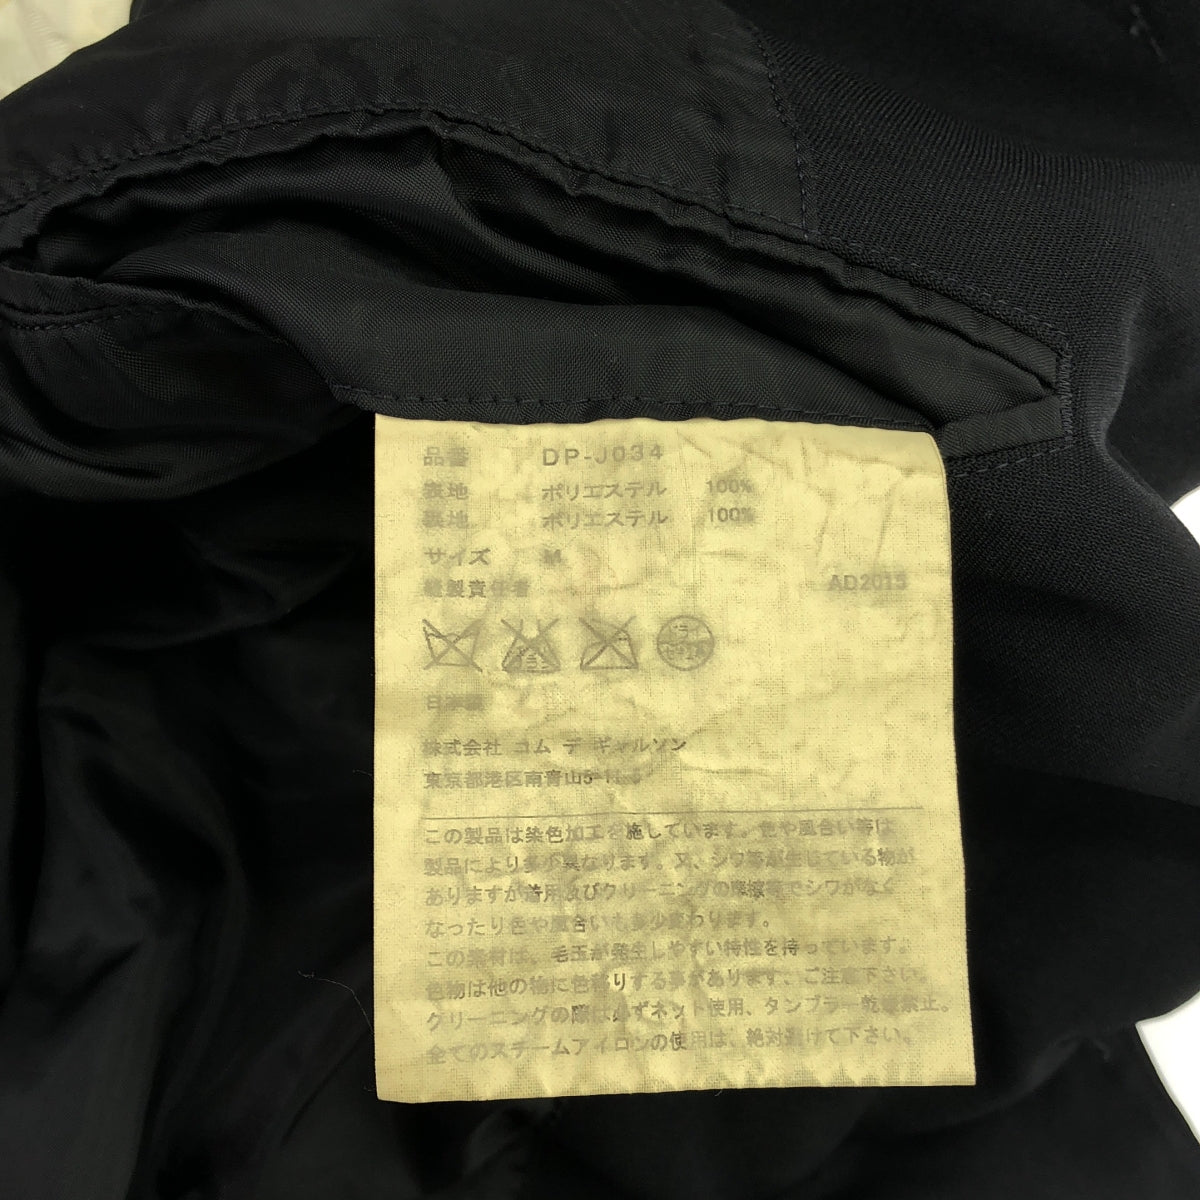 品番 DP-J034
表地 ポリエステル 100%
裏地 ポリエステル 100%
サイズ M
縫製責任者 AD2015
日本製
株式会社 コム デ ギャルソン
東京都港区南青山5-11-5
この製品は染色加工を施しています。色や風合い等は
製品により多少異なります。又、シワ等が生じている物が
ありますが着用及びクリーニングの摩擦等でシワがなく
なったり色や風合いも多少変わります。
この素材は、毛玉が発生しやすい特性を持っています。
色物は他の物に色移りする事があります、ご注意下さい。
クリーニングの際は必ずネット使用、タンブラー乾燥禁止。
全てのスチームアイロンの使用は、絶対避けて下さい。